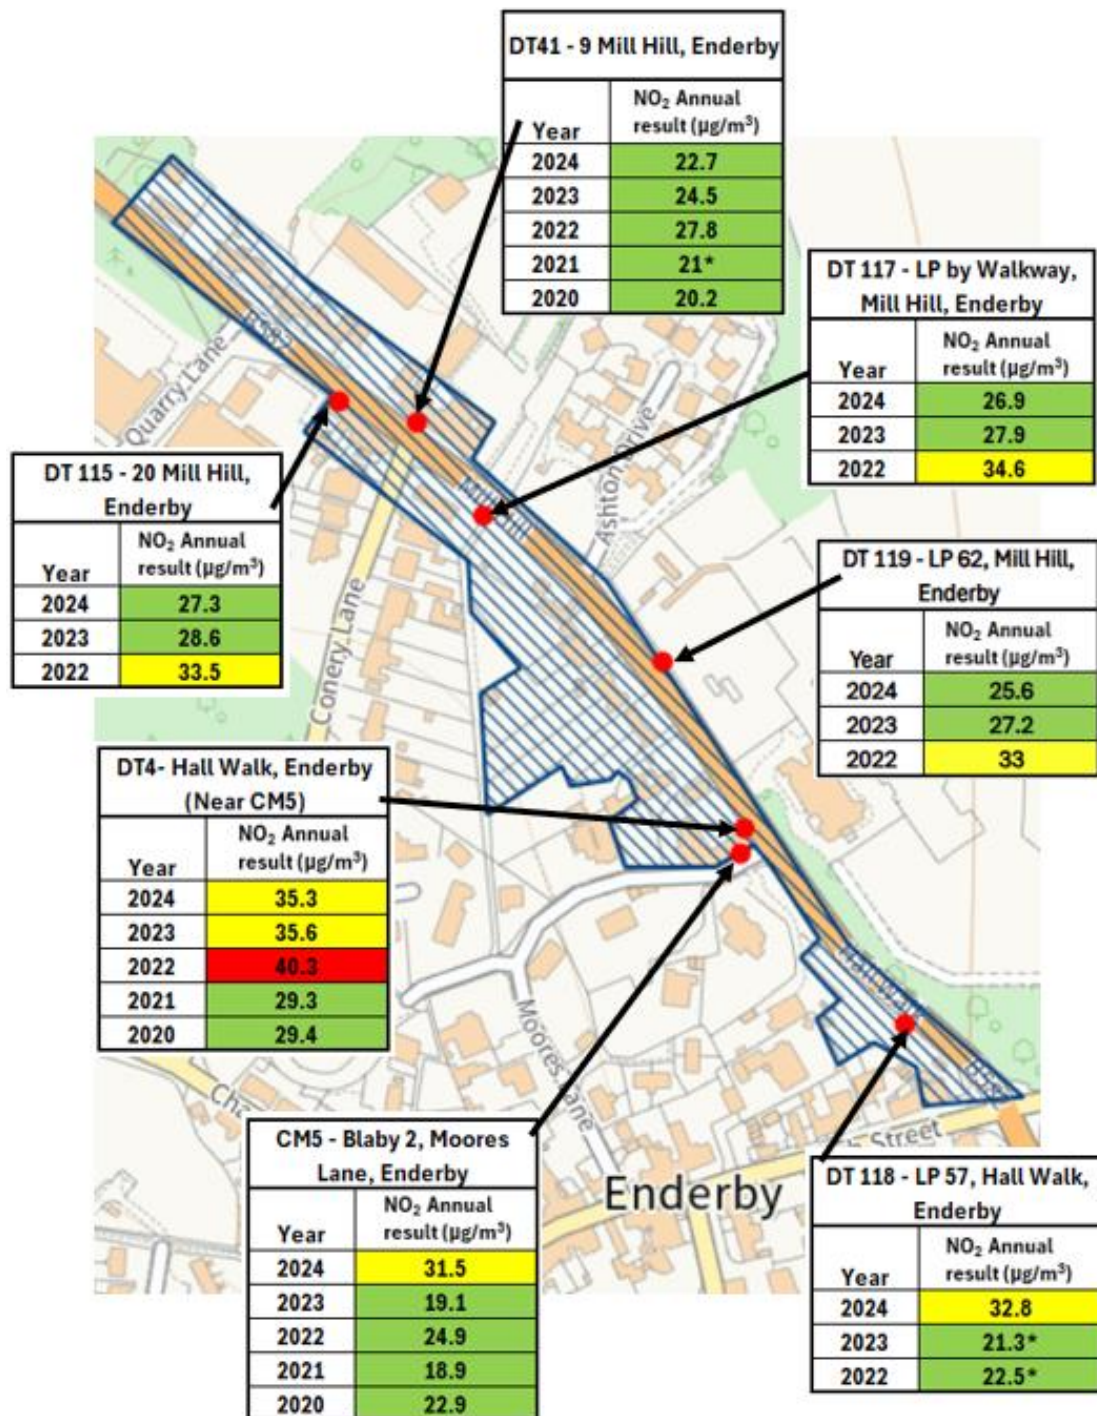 DT41 - 9 Mill Hill, Enderby
Year NO₂ Annual result (µg/m³)
2024 22.7
2023 24.5
2022 27.8
2021 21*
2020 20.2
DT 117 - LP by Walkway,
Mill Hill, Enderby
Year NO₂ Annual result (µg/m³)
2024 26.9
2023 27.9
2022 34.6
B582
Quarry Lane
Mill Hill
Ashton Drive
Conery Lane
DT 115 - 20 Mill Hill,
Enderby
Year NO₂ Annual result (µg/m³)
2024 27.3
2023 28.6
2022 33.5
DT 119 - LP 62, Mill Hill,
Enderby
Year NO₂ Annual result (µg/m³)
2024 25.6
2023 27.2
2022 33
DT4- Hall Walk, Enderby
(Near CM5)
Year NO₂ Annual result (µg/m³)
2024 35.3
2023 35.6
2022 40.3
2021 29.3
2020 29.4
Hall Walk
Moores Lane
Street
Enderby
CM5 - Blaby 2, Moores
Lane, Enderby
Year NO₂ Annual result (µg/m³)
2024 31.5
2023 19.1
2022 24.9
2021 18.9
2020 22.9
DT 118 - LP 57, Hall Walk,
Enderby
Year NO₂ Annual result (µg/m³)
2024 32.8
2023 21.3*
2022 22.5*